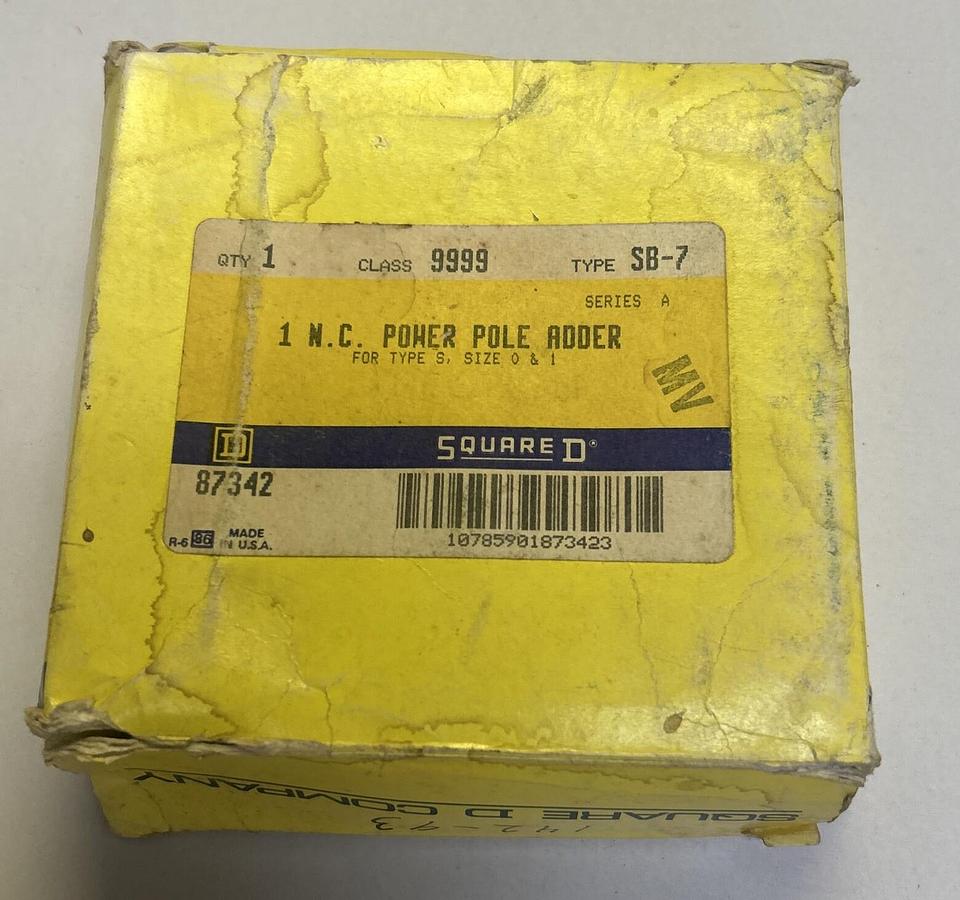 QTY 1 CLASS 9999 TYPE SB-7
SERIES A
1 N.C. POWER POLE ADDER
FOR TYPE S, SIZE 0 & 1
MV
D SQUARE D®
87342
R-6 86 MADE
IN U.S.A.
10785901873423
SQUARE D COMPANY